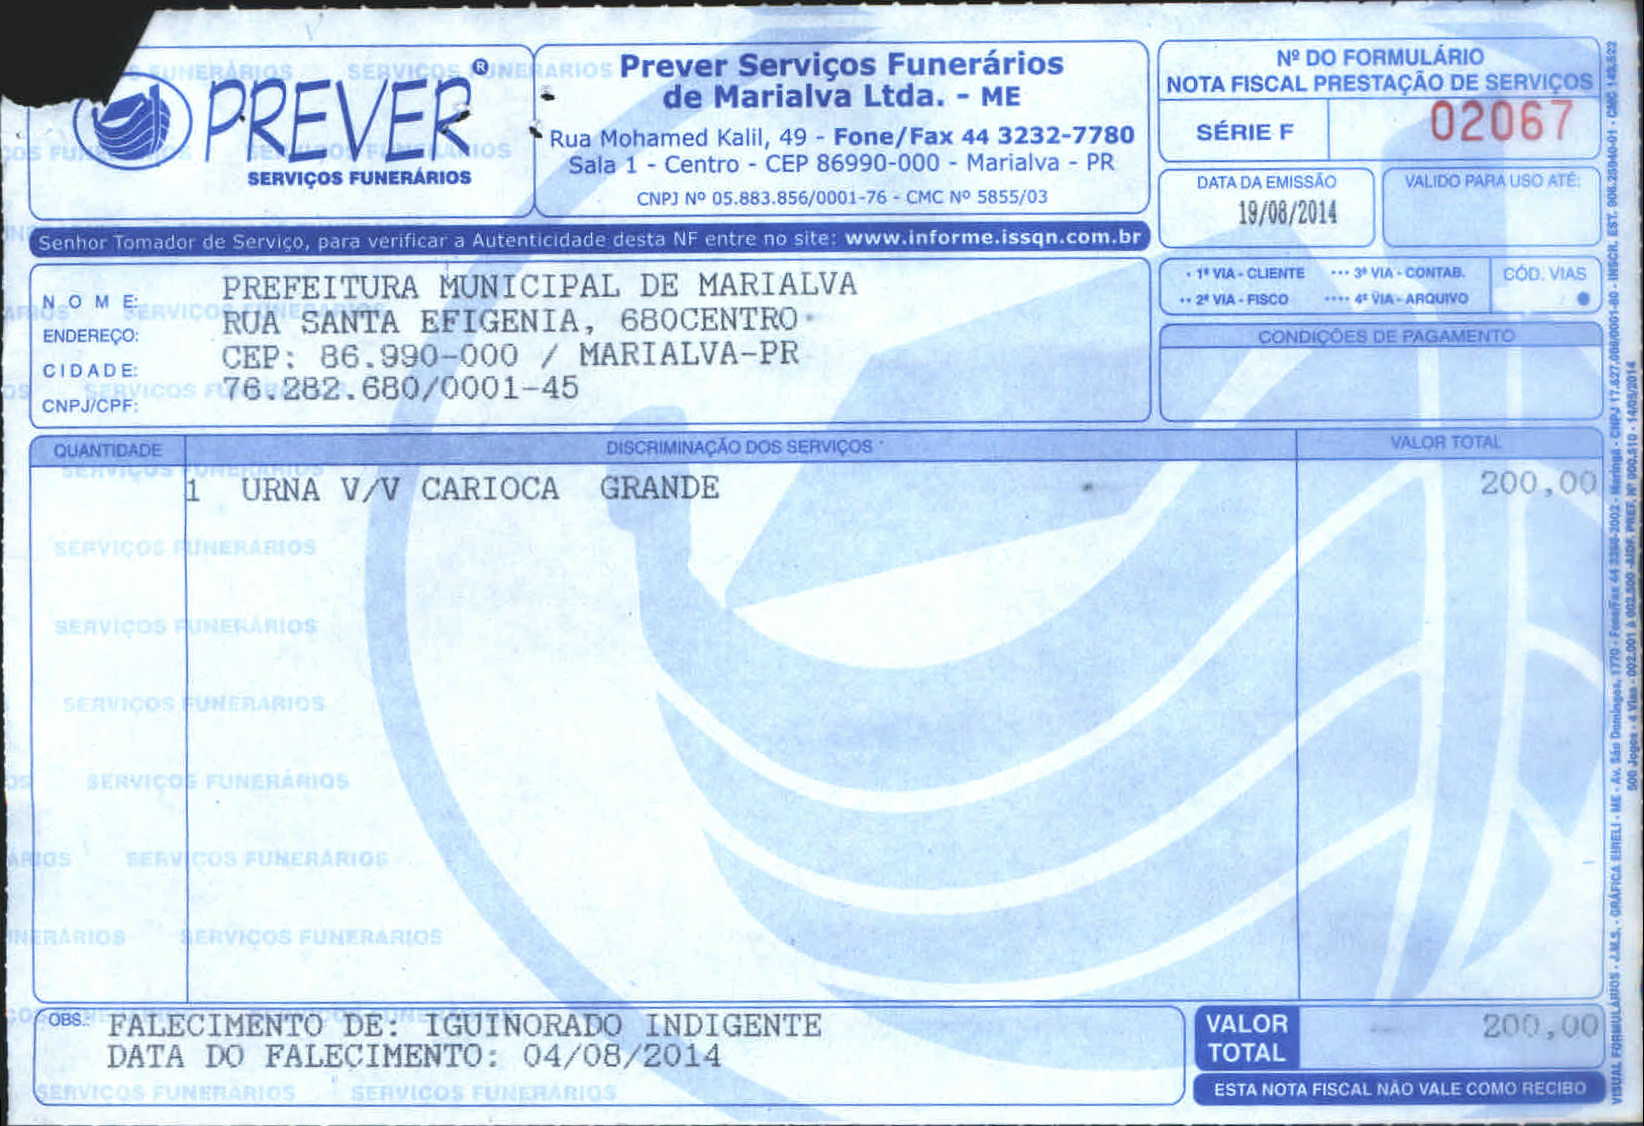 PREVER®
SERVIÇOS FUNERÁRIOS
Prever Serviços Funerários
de Marialva Ltda. - ME
Rua Mohamed Kalil, 49 - Fone/Fax 44 3232-7780
Sala 1 - Centro - CEP 86990-000 - Marialva - PR
CNPJ Nº 05.883.856/0001-76 - CMC Nº 5855/03
Nº DO FORMULÁRIO
NOTA FISCAL PRESTAÇÃO DE SERVIÇOS
SÉRIE F
02067
DATA DA EMISSÃO
19/08/2014
VALIDO PARA USO ATÉ:
Senhor Tomador de Serviço, para verificar a Autenticidade desta NF entre no site: www.informe.issqn.com.br
• 1ª VIA - CLIENTE ••• 3ª VIA - CONTAB.
•• 2ª VIA - FISCO •••• 4ª VIA - ARQUIVO
CÓD. VIAS
NOME: PREFEITURA MUNICIPAL DE MARIALVA
ENDEREÇO: RUA SANTA EFIGENIA, 680CENTRO
CIDADE: CEP: 86.990-000 / MARIALVA-PR
CNPJ/CPF: 76.282.680/0001-45
CONDIÇÕES DE PAGAMENTO
QUANTIDADE DISCRIMINAÇÃO DOS SERVIÇOS VALOR TOTAL
1 URNA V/V CARIOCA GRANDE 200,00
SERVIÇOS FUNERÁRIOS
SERVIÇOS FUNERÁRIOS
SERVIÇOS FUNERÁRIOS
SERVIÇOS FUNERÁRIOS
SERVIÇOS FUNERÁRIOS
SERVIÇOS FUNERÁRIOS
OBS.: FALECIMENTO DE: IGUINORADO INDIGENTE
DATA DO FALECIMENTO: 04/08/2014
VALOR
TOTAL
200,00
ESTA NOTA FISCAL NÃO VALE COMO RECIBO
SERVIÇOS FUNERÁRIOS SERVIÇOS FUNERÁRIOS